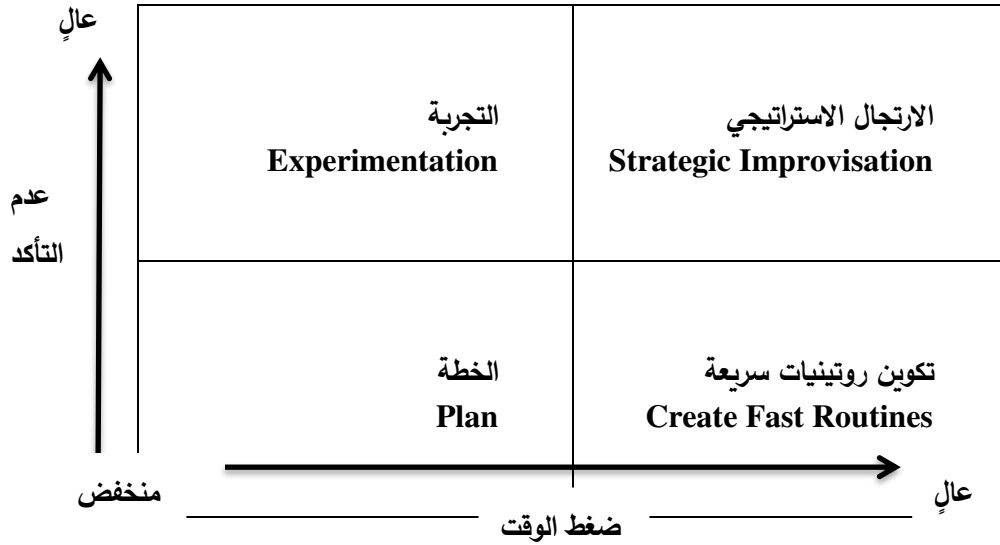 عالٍ
التجربة
Experimentation
الارتجال الاستراتيجي
Strategic Improvisation
عدم
التأكد
الخطة
Plan
تكوين روتينيات سريعة
Create Fast Routines
منخفض
عالٍ
ضغط الوقت